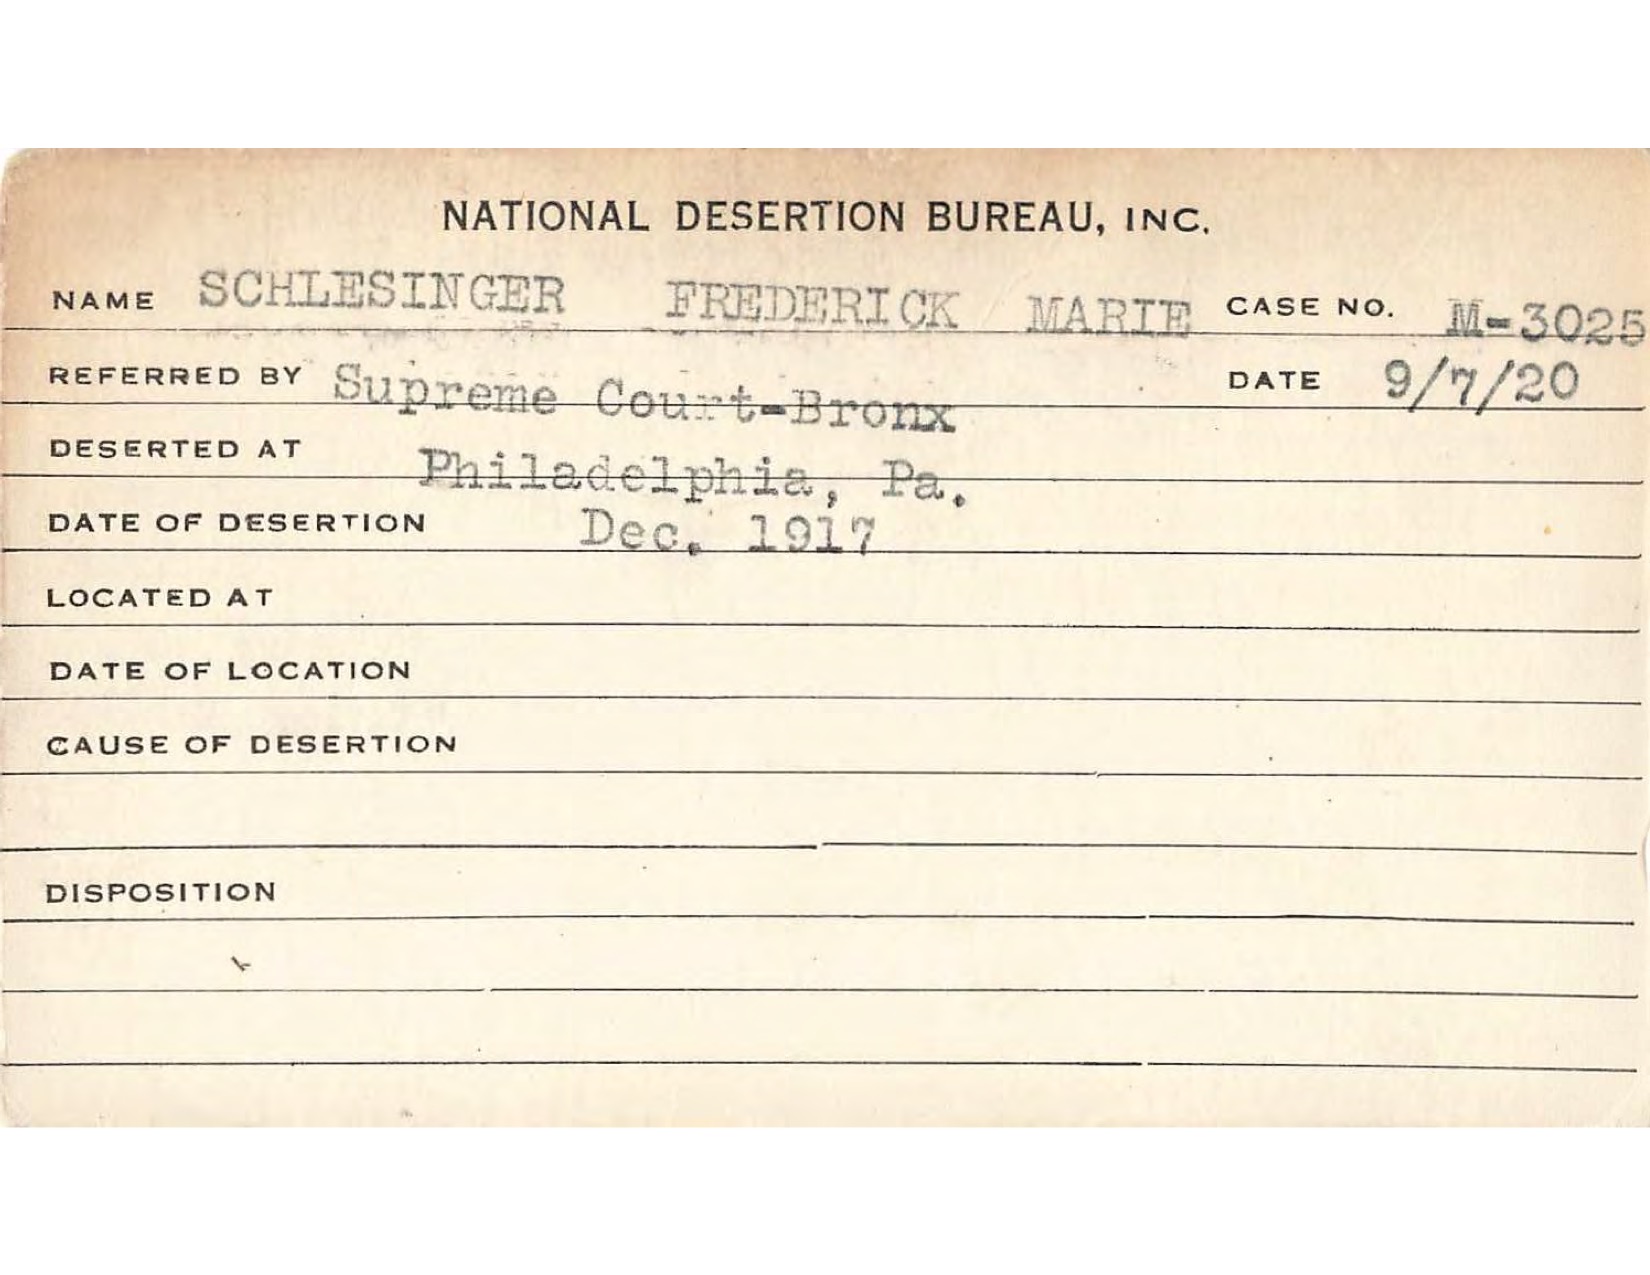 NATIONAL DESERTION BUREAU, INC.
NAME SCHLESINGER FREDERICK MARIE CASE NO. M-3025
REFERRED BY Supreme Court-Bronx DATE 9/7/20
DESERTED AT Philadelphia, Pa.
DATE OF DESERTION Dec. 1917
LOCATED AT
DATE OF LOCATION
CAUSE OF DESERTION
DISPOSITION